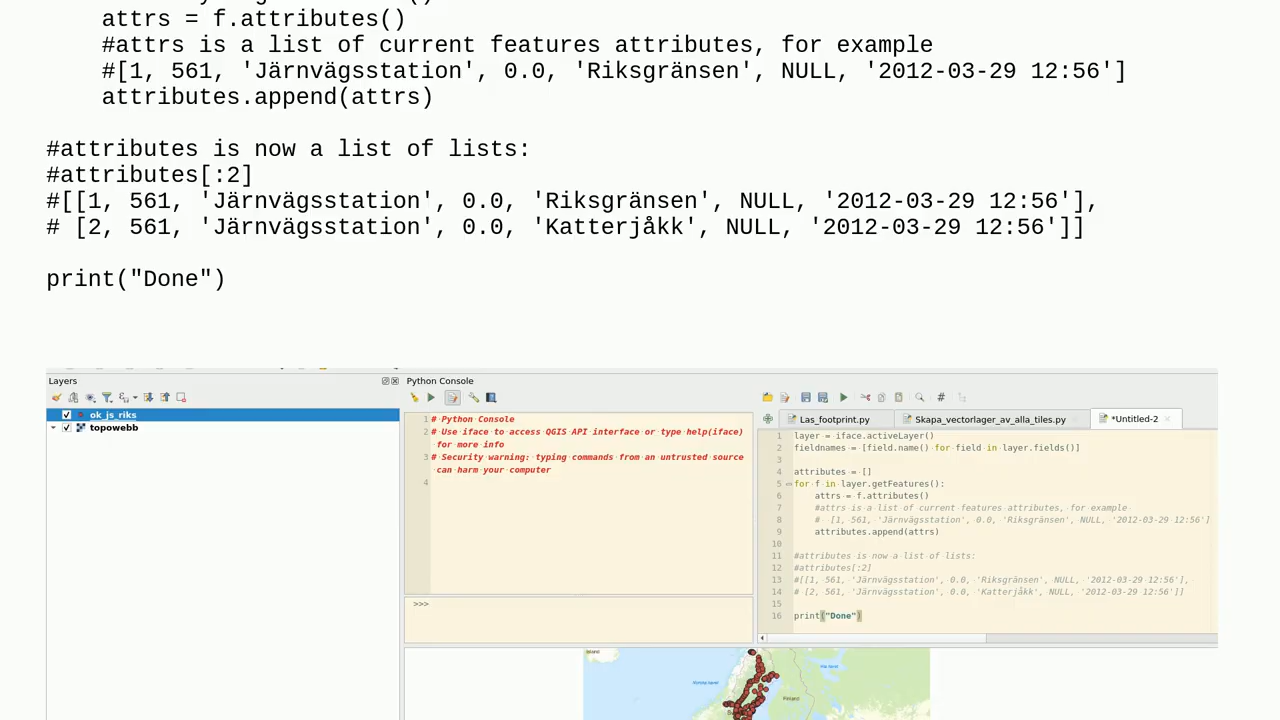 attrs = f.attributes()
#attrs is a list of current features attributes, for example
#[1, 561, 'Järnvägsstation', 0.0, 'Riksgränsen', NULL, '2012-03-29 12:56']
attributes.append(attrs)
#attributes is now a list of lists:
#attributes[:2]
#[[1, 561, 'Järnvägsstation', 0.0, 'Riksgränsen', NULL, '2012-03-29 12:56'],
# [2, 561, 'Järnvägsstation', 0.0, 'Katterjåkk', NULL, '2012-03-29 12:56']]
print("Done")
Layers
ok_js_riks
topowebb
Python Console
1 # Python Console
2 # Use iface to access QGIS API interface or type help(iface)
for more info
3 # Security warning: typing commands from an untrusted source
can harm your computer
4
>>>
Las_footprint.py
Skapa_vectorlager_av_alla_tiles.py
*Untitled-2
1 layer = iface.activeLayer()
2 fieldnames = [field.name() for field in layer.fields()]
3
4 attributes = []
5 for f in layer.getFeatures():
6 attrs = f.attributes()
7 #attrs is a list of current features attributes, for example
8 # [1, 561, 'Järnvägsstation', 0.0, 'Riksgränsen', NULL, '2012-03-29 12:56']
9 attributes.append(attrs)
10
11 #attributes is now a list of lists:
12 #attributes[:2]
13 #[[1, 561, 'Järnvägsstation', 0.0, 'Riksgränsen', NULL, '2012-03-29 12:56'],
14 # [2, 561, 'Järnvägsstation', 0.0, 'Katterjåkk', NULL, '2012-03-29 12:56']]
15
16 print("Done")
Finland